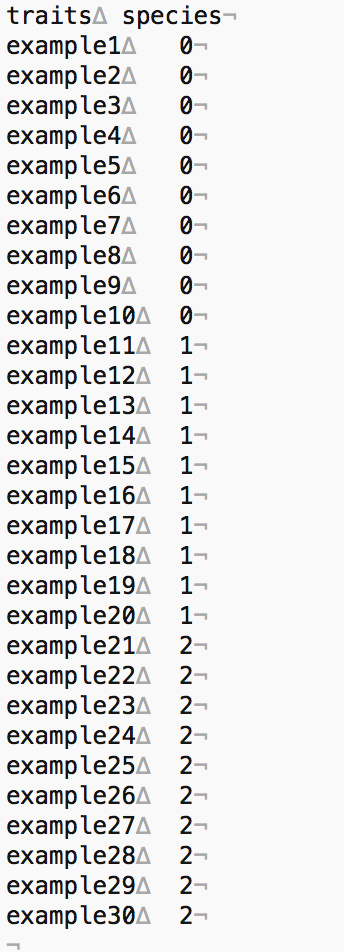 traits∆ species¬
example1∆ 0¬
example2∆ 0¬
example3∆ 0¬
example4∆ 0¬
example5∆ 0¬
example6∆ 0¬
example7∆ 0¬
example8∆ 0¬
example9∆ 0¬
example10∆ 0¬
example11∆ 1¬
example12∆ 1¬
example13∆ 1¬
example14∆ 1¬
example15∆ 1¬
example16∆ 1¬
example17∆ 1¬
example18∆ 1¬
example19∆ 1¬
example20∆ 1¬
example21∆ 2¬
example22∆ 2¬
example23∆ 2¬
example24∆ 2¬
example25∆ 2¬
example26∆ 2¬
example27∆ 2¬
example28∆ 2¬
example29∆ 2¬
example30∆ 2¬
¬